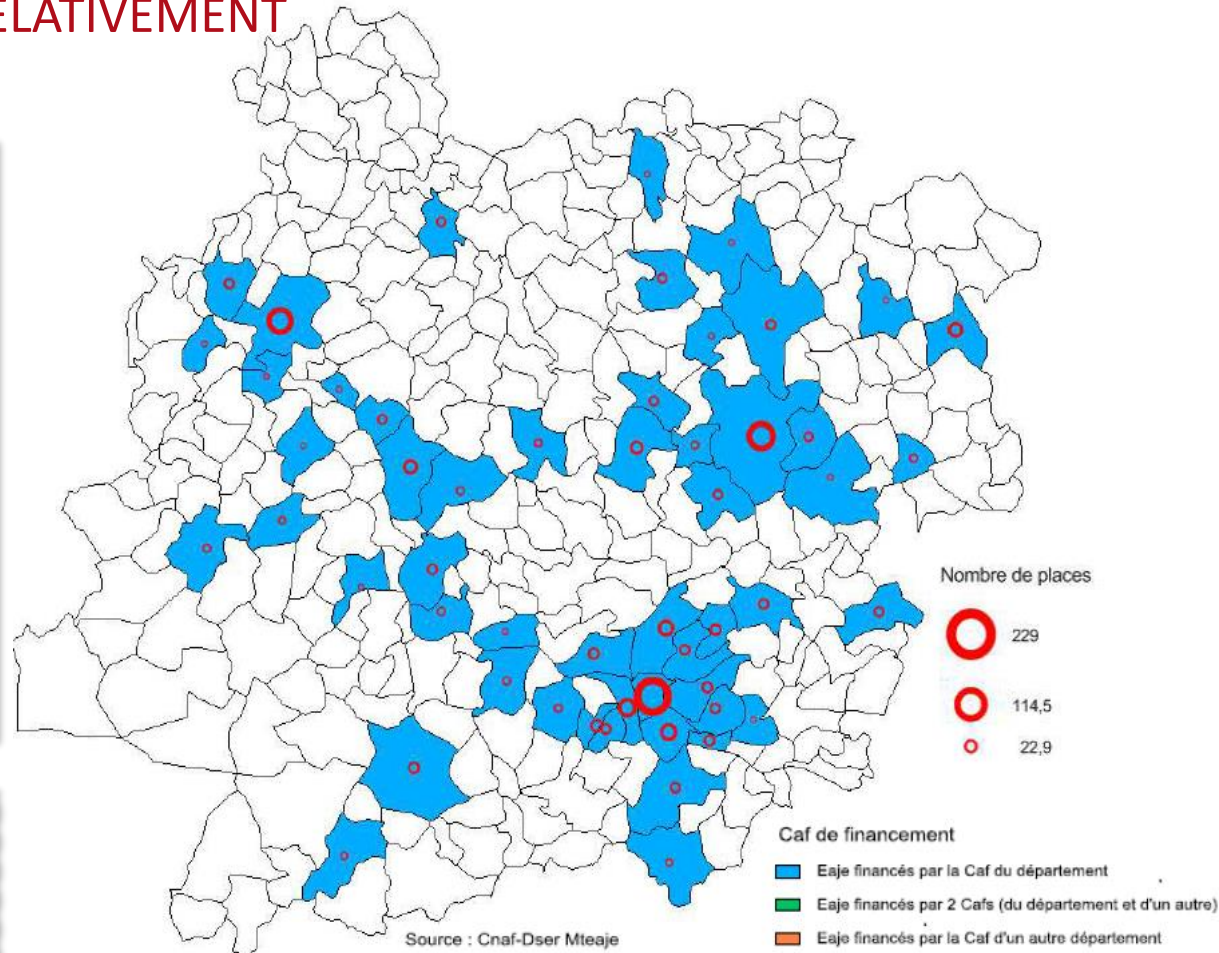 ELATIVEMENT
Nombre de places
229
114,5
22,9
Caf de financement
Eaje financés par la Caf du département
Eaje financés par 2 Cafs (du département et d'un autre)
Eaje financés par la Caf d'un autre département
Source : Cnaf-Dser Mteaje